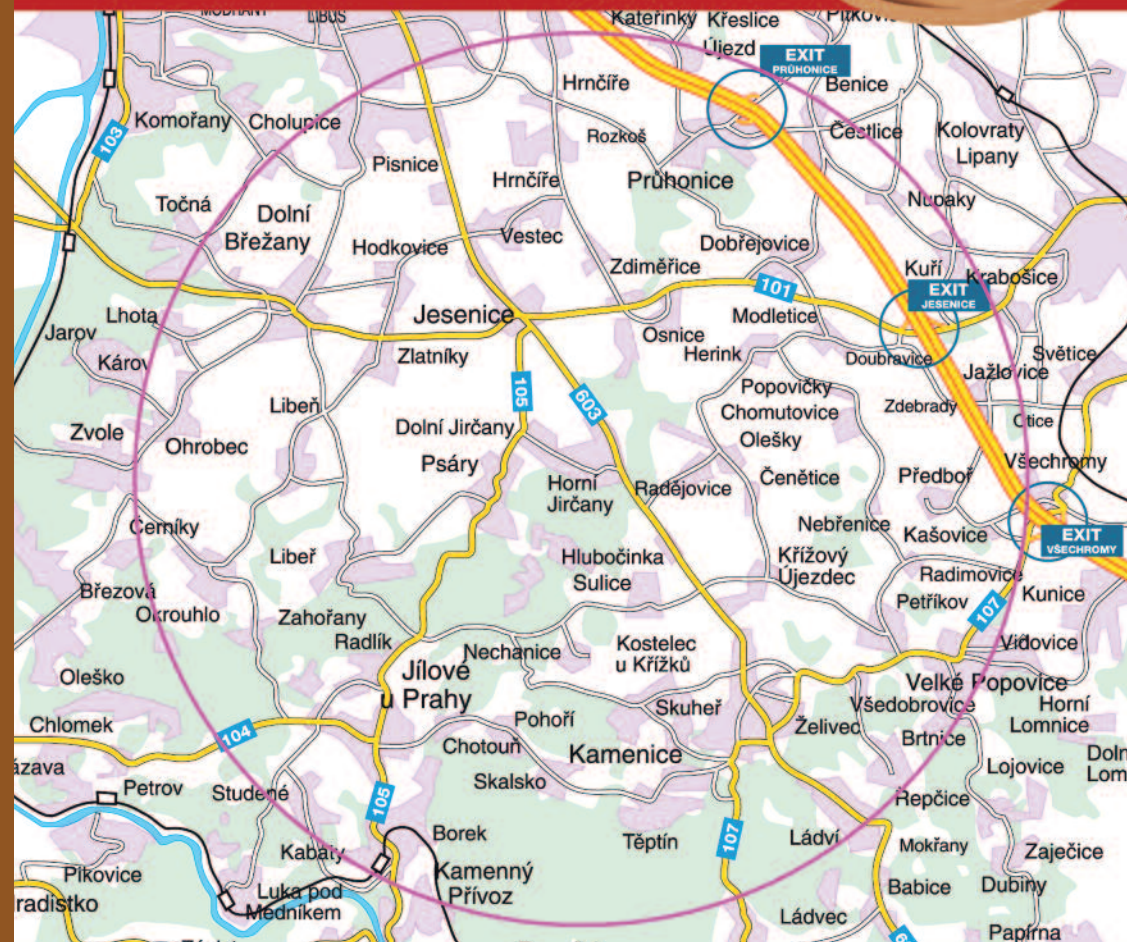 LIBUŠ
Kateřinky
Křeslice
Újezd
EXIT
PRŮHONICE
Hrnčíře
Benice
Komořany
Cholupice
103
Rozkoš
Čestlice
Kolovraty
Lipany
Pisnice
Hrnčíře
Průhonice
Nupaky
Točná
Dolní
Břežany
Hodkovice
Vestec
Dobřejovice
Zdiměřice
Kuří
Krabošice
EXIT
JESENICE
101
Lhota
Jesenice
Modletice
Jarov
Károv
Zlatníky
Osnice
Herink
Doubravice
Světice
Jažlovice
105
603
Popovičky
Chomutovice
Olešky
Zdebrady
Otice
Libeň
Dolní Jirčany
Zvole
Ohrobec
Psáry
Horní
Jirčany
Radějovice
Čenětice
Předboř
Všechromy
Černíky
Nebřenice
Kašovice
EXIT
VŠECHROMY
Libeř
Hlubočinka
Sulice
Křížový
Újezdec
Radimovice
Petříkov
107
Kunice
Březová
Okrouhlo
Zahořany
Radlík
Nechanice
Kostelec
u Křížků
Vidovice
Oleško
Jílové
u Prahy
Skuheř
Velké Popovice
Všedobrovice
Horní
Lomnice
Chlomek
104
Pohoří
Želivec
Brtnice
Chotouň
Kamenice
Lojovice
Doln
Lom
ázava
Petrov
Studené
Skalsko
105
Řepčice
Borek
Těptín
107
Ládví
Mokřany
Zaječice
Kabáty
Pikovice
Kamenný
Přívoz
Luka pod
Medníkem
Babice
Dubiny
radistko
Ládvec
Papírna